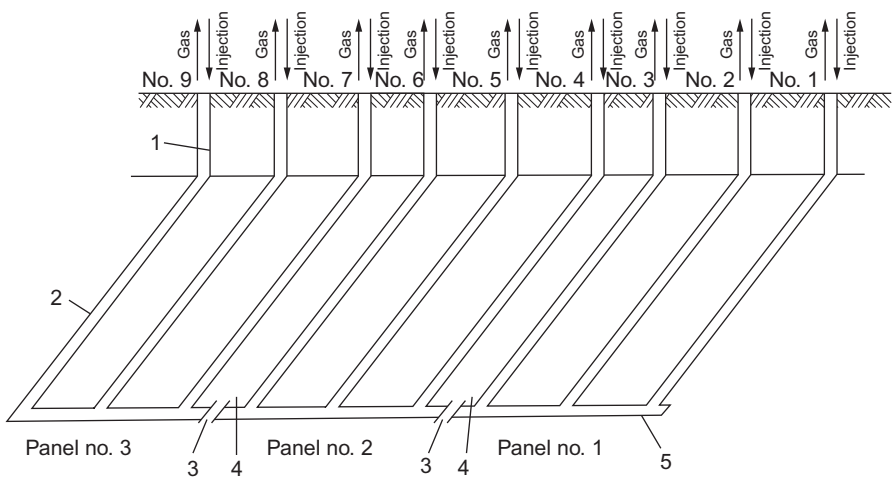 Gas Injection Gas Injection Gas Injection Gas Injection Gas Injection Gas Injection Gas Injection Gas Injection Gas Injection
No. 9 No. 8 No. 7 No. 6 No. 5 No. 4 No. 3 No. 2 No. 1
1
2
Panel no. 3 3 4 Panel no. 2 3 4 Panel no. 1 5